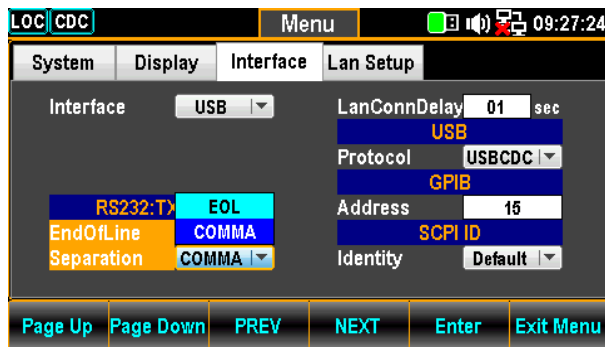 LOC CDC Menu 09:27:24
System Display Interface Lan Setup
Interface USB
LanConnDelay 01 sec
USB
Protocol USBCDC
GPIB
RS232:TX EOL
Address 15
EndOfLine COMMA
SCPI ID
Separation COMMA
Identity Default
Page Up Page Down PREV NEXT Enter Exit Menu